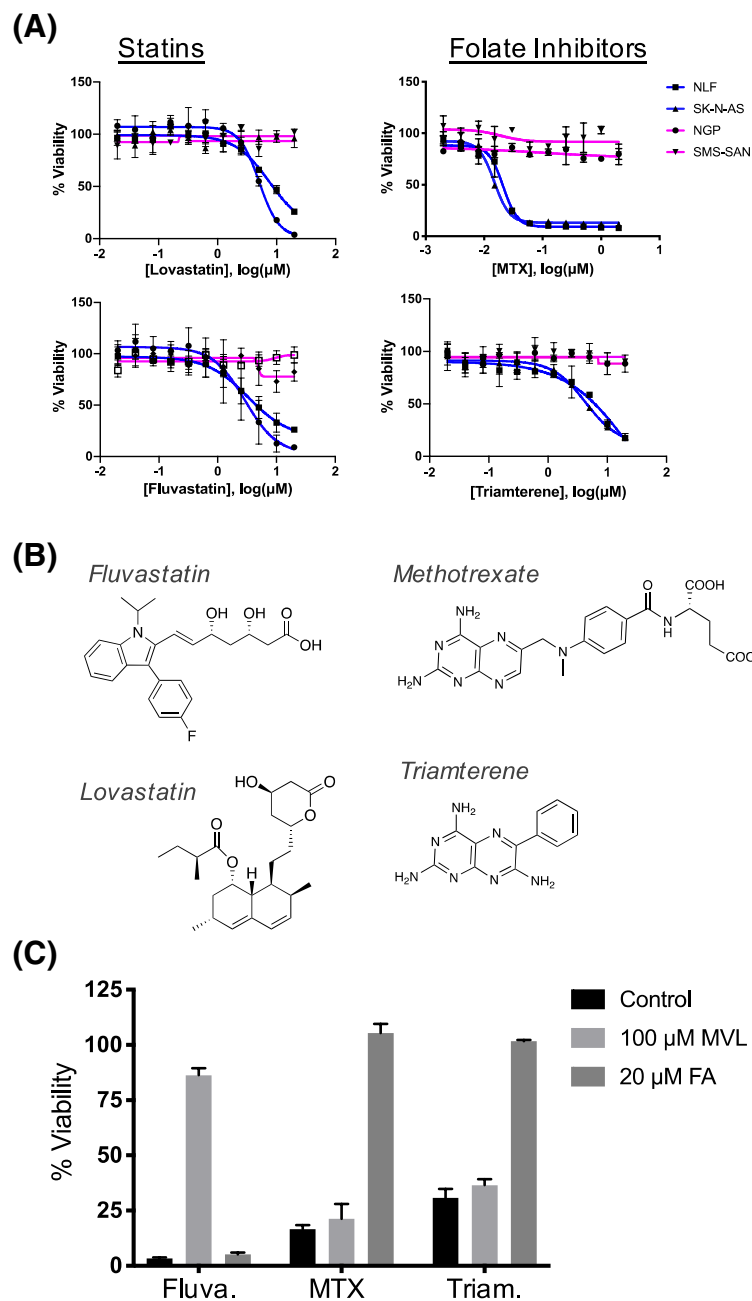 (A)
Statins
Folate Inhibitors
150
100
50
0
% Viability
-2 -1 0 1 2
[Lovastatin], log(µM)
150
100
50
0
% Viability
-3 -2 -1 0 1
[MTX], log(µM)
NLF
SK-N-AS
NGP
SMS-SAN
150
100
50
0
% Viability
-2 -1 0 1 2
[Fluvastatin], log(µM)
150
100
50
0
% Viability
-2 -1 0 1 2
[Triamterene], log(µM)
(B)
Fluvastatin
N
OH OH O
OH
F
Methotrexate
NH2
N N
H2N N N
N
O
N
H
COOH
COO
Lovastatin
HO O
O
O
O
H
Triamterene
NH2
N N
H2N N N NH2
(C)
125
100
75
50
25
0
% Viability
Fluva. MTX Triam.
Control
100 µM MVL
20 µM FA